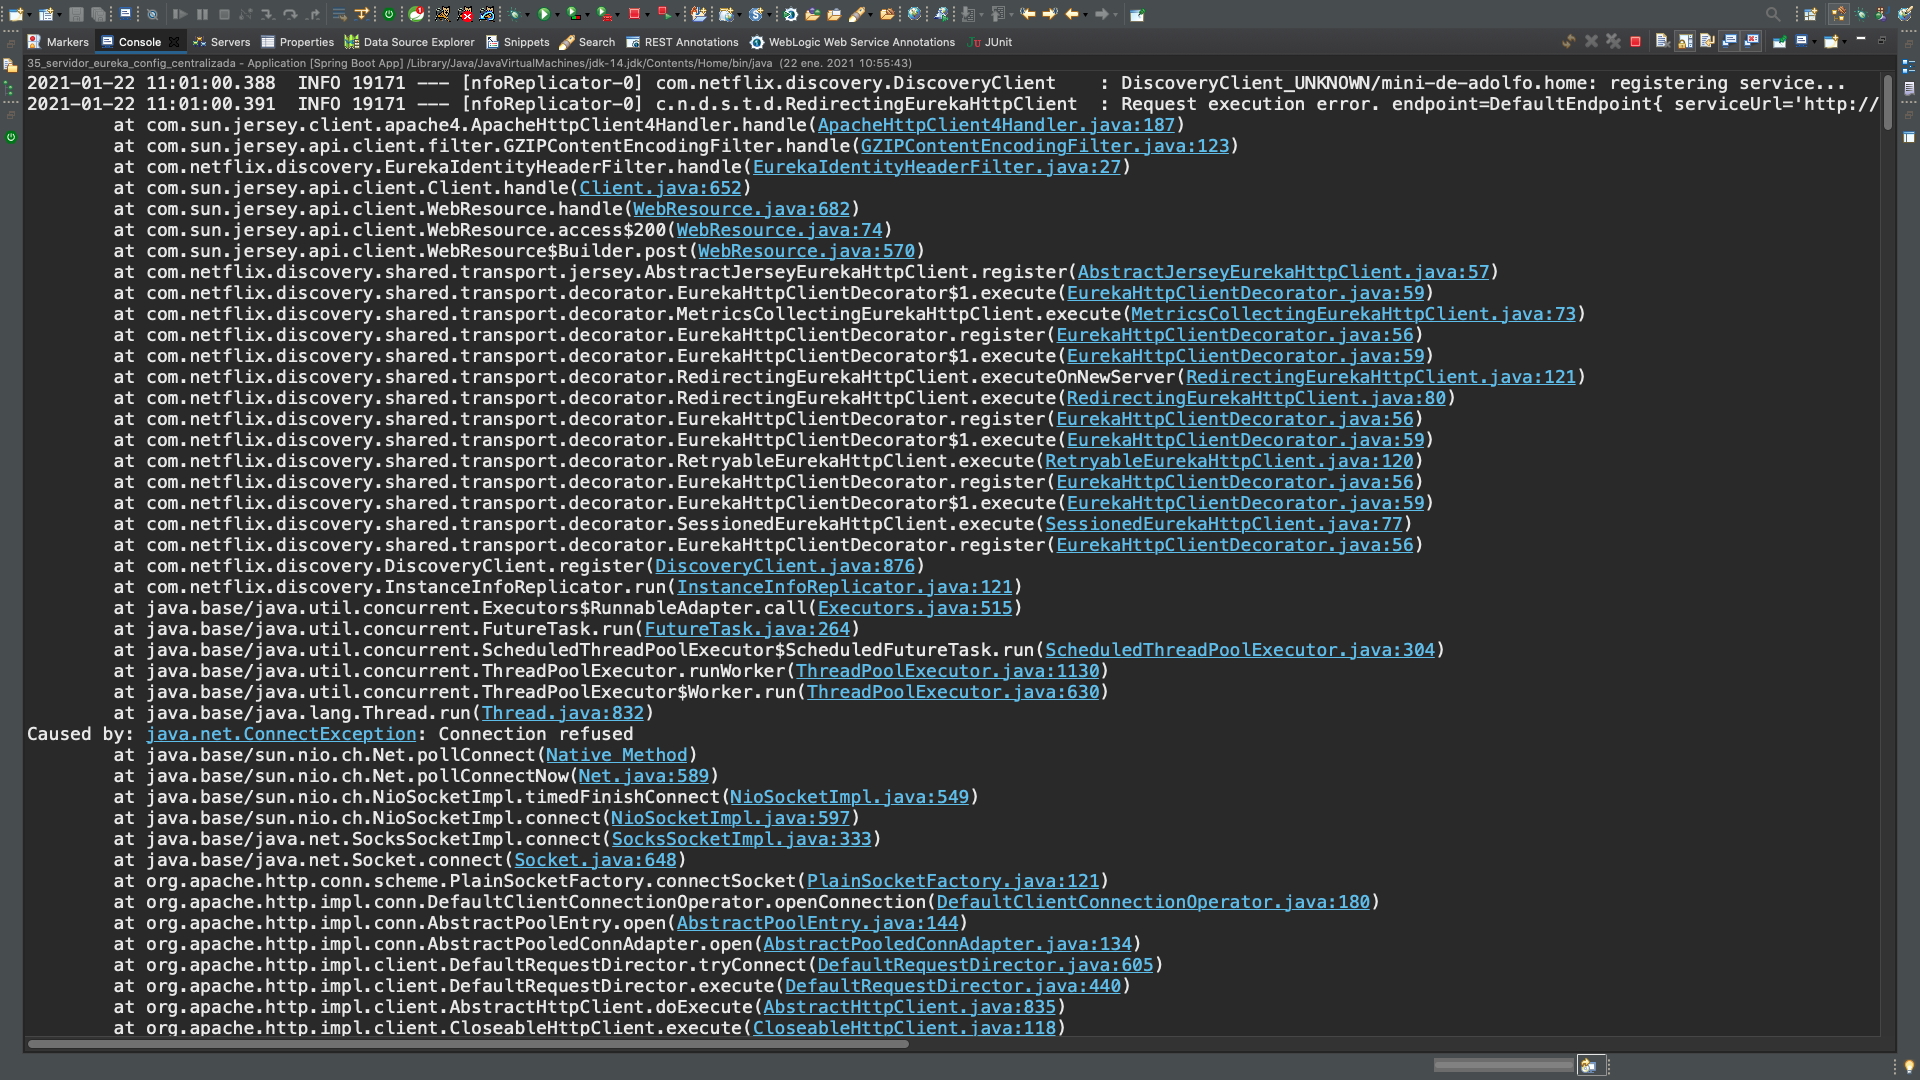 Markers Console Servers Properties Data Source Explorer Snippets Search REST Annotations WebLogic Web Service Annotations JUnit
35_servidor_eureka_config_centralizada - Application [Spring Boot App] /Library/Java/JavaVirtualMachines/jdk-14.jdk/Contents/Home/bin/java (22 ene. 2021 10:55:43)
2021-01-22 11:01:00.388  INFO 19171 --- [nfoReplicator-0] com.netflix.discovery.DiscoveryClient    : DiscoveryClient_UNKNOWN/mini-de-adolfo.home: registering service...
2021-01-22 11:01:00.391  INFO 19171 --- [nfoReplicator-0] c.n.d.s.t.d.RedirectingEurekaHttpClient  : Request execution error. endpoint=DefaultEndpoint{ serviceUrl='http://
at com.sun.jersey.client.apache4.ApacheHttpClient4Handler.handle(ApacheHttpClient4Handler.java:187)
at com.sun.jersey.api.client.filter.GZIPContentEncodingFilter.handle(GZIPContentEncodingFilter.java:123)
at com.netflix.discovery.EurekaIdentityHeaderFilter.handle(EurekaIdentityHeaderFilter.java:27)
at com.sun.jersey.api.client.Client.handle(Client.java:652)
at com.sun.jersey.api.client.WebResource.handle(WebResource.java:682)
at com.sun.jersey.api.client.WebResource.access$200(WebResource.java:74)
at com.sun.jersey.api.client.WebResource$Builder.post(WebResource.java:570)
at com.netflix.discovery.shared.transport.jersey.AbstractJerseyEurekaHttpClient.register(AbstractJerseyEurekaHttpClient.java:57)
at com.netflix.discovery.shared.transport.decorator.EurekaHttpClientDecorator$1.execute(EurekaHttpClientDecorator.java:59)
at com.netflix.discovery.shared.transport.decorator.MetricsCollectingEurekaHttpClient.execute(MetricsCollectingEurekaHttpClient.java:73)
at com.netflix.discovery.shared.transport.decorator.EurekaHttpClientDecorator.register(EurekaHttpClientDecorator.java:56)
at com.netflix.discovery.shared.transport.decorator.EurekaHttpClientDecorator$1.execute(EurekaHttpClientDecorator.java:59)
at com.netflix.discovery.shared.transport.decorator.RedirectingEurekaHttpClient.executeOnNewServer(RedirectingEurekaHttpClient.java:121)
at com.netflix.discovery.shared.transport.decorator.RedirectingEurekaHttpClient.execute(RedirectingEurekaHttpClient.java:80)
at com.netflix.discovery.shared.transport.decorator.EurekaHttpClientDecorator.register(EurekaHttpClientDecorator.java:56)
at com.netflix.discovery.shared.transport.decorator.EurekaHttpClientDecorator$1.execute(EurekaHttpClientDecorator.java:59)
at com.netflix.discovery.shared.transport.decorator.RetryableEurekaHttpClient.execute(RetryableEurekaHttpClient.java:120)
at com.netflix.discovery.shared.transport.decorator.EurekaHttpClientDecorator.register(EurekaHttpClientDecorator.java:56)
at com.netflix.discovery.shared.transport.decorator.EurekaHttpClientDecorator$1.execute(EurekaHttpClientDecorator.java:59)
at com.netflix.discovery.shared.transport.decorator.SessionedEurekaHttpClient.execute(SessionedEurekaHttpClient.java:77)
at com.netflix.discovery.shared.transport.decorator.EurekaHttpClientDecorator.register(EurekaHttpClientDecorator.java:56)
at com.netflix.discovery.DiscoveryClient.register(DiscoveryClient.java:876)
at com.netflix.discovery.InstanceInfoReplicator.run(InstanceInfoReplicator.java:121)
at java.base/java.util.concurrent.Executors$RunnableAdapter.call(Executors.java:515)
at java.base/java.util.concurrent.FutureTask.run(FutureTask.java:264)
at java.base/java.util.concurrent.ScheduledThreadPoolExecutor$ScheduledFutureTask.run(ScheduledThreadPoolExecutor.java:304)
at java.base/java.util.concurrent.ThreadPoolExecutor.runWorker(ThreadPoolExecutor.java:1130)
at java.base/java.util.concurrent.ThreadPoolExecutor$Worker.run(ThreadPoolExecutor.java:630)
at java.base/java.lang.Thread.run(Thread.java:832)
Caused by: java.net.ConnectException: Connection refused
at java.base/sun.nio.ch.Net.pollConnect(Native Method)
at java.base/sun.nio.ch.Net.pollConnectNow(Net.java:589)
at java.base/sun.nio.ch.NioSocketImpl.timedFinishConnect(NioSocketImpl.java:549)
at java.base/sun.nio.ch.NioSocketImpl.connect(NioSocketImpl.java:597)
at java.base/java.net.SocksSocketImpl.connect(SocksSocketImpl.java:333)
at java.base/java.net.Socket.connect(Socket.java:648)
at org.apache.http.conn.scheme.PlainSocketFactory.connectSocket(PlainSocketFactory.java:121)
at org.apache.http.impl.conn.DefaultClientConnectionOperator.openConnection(DefaultClientConnectionOperator.java:180)
at org.apache.http.impl.conn.AbstractPoolEntry.open(AbstractPoolEntry.java:144)
at org.apache.http.impl.conn.AbstractPooledConnAdapter.open(AbstractPooledConnAdapter.java:134)
at org.apache.http.impl.client.DefaultRequestDirector.tryConnect(DefaultRequestDirector.java:605)
at org.apache.http.impl.client.DefaultRequestDirector.execute(DefaultRequestDirector.java:440)
at org.apache.http.impl.client.AbstractHttpClient.doExecute(AbstractHttpClient.java:835)
at org.apache.http.impl.client.CloseableHttpClient.execute(CloseableHttpClient.java:118)